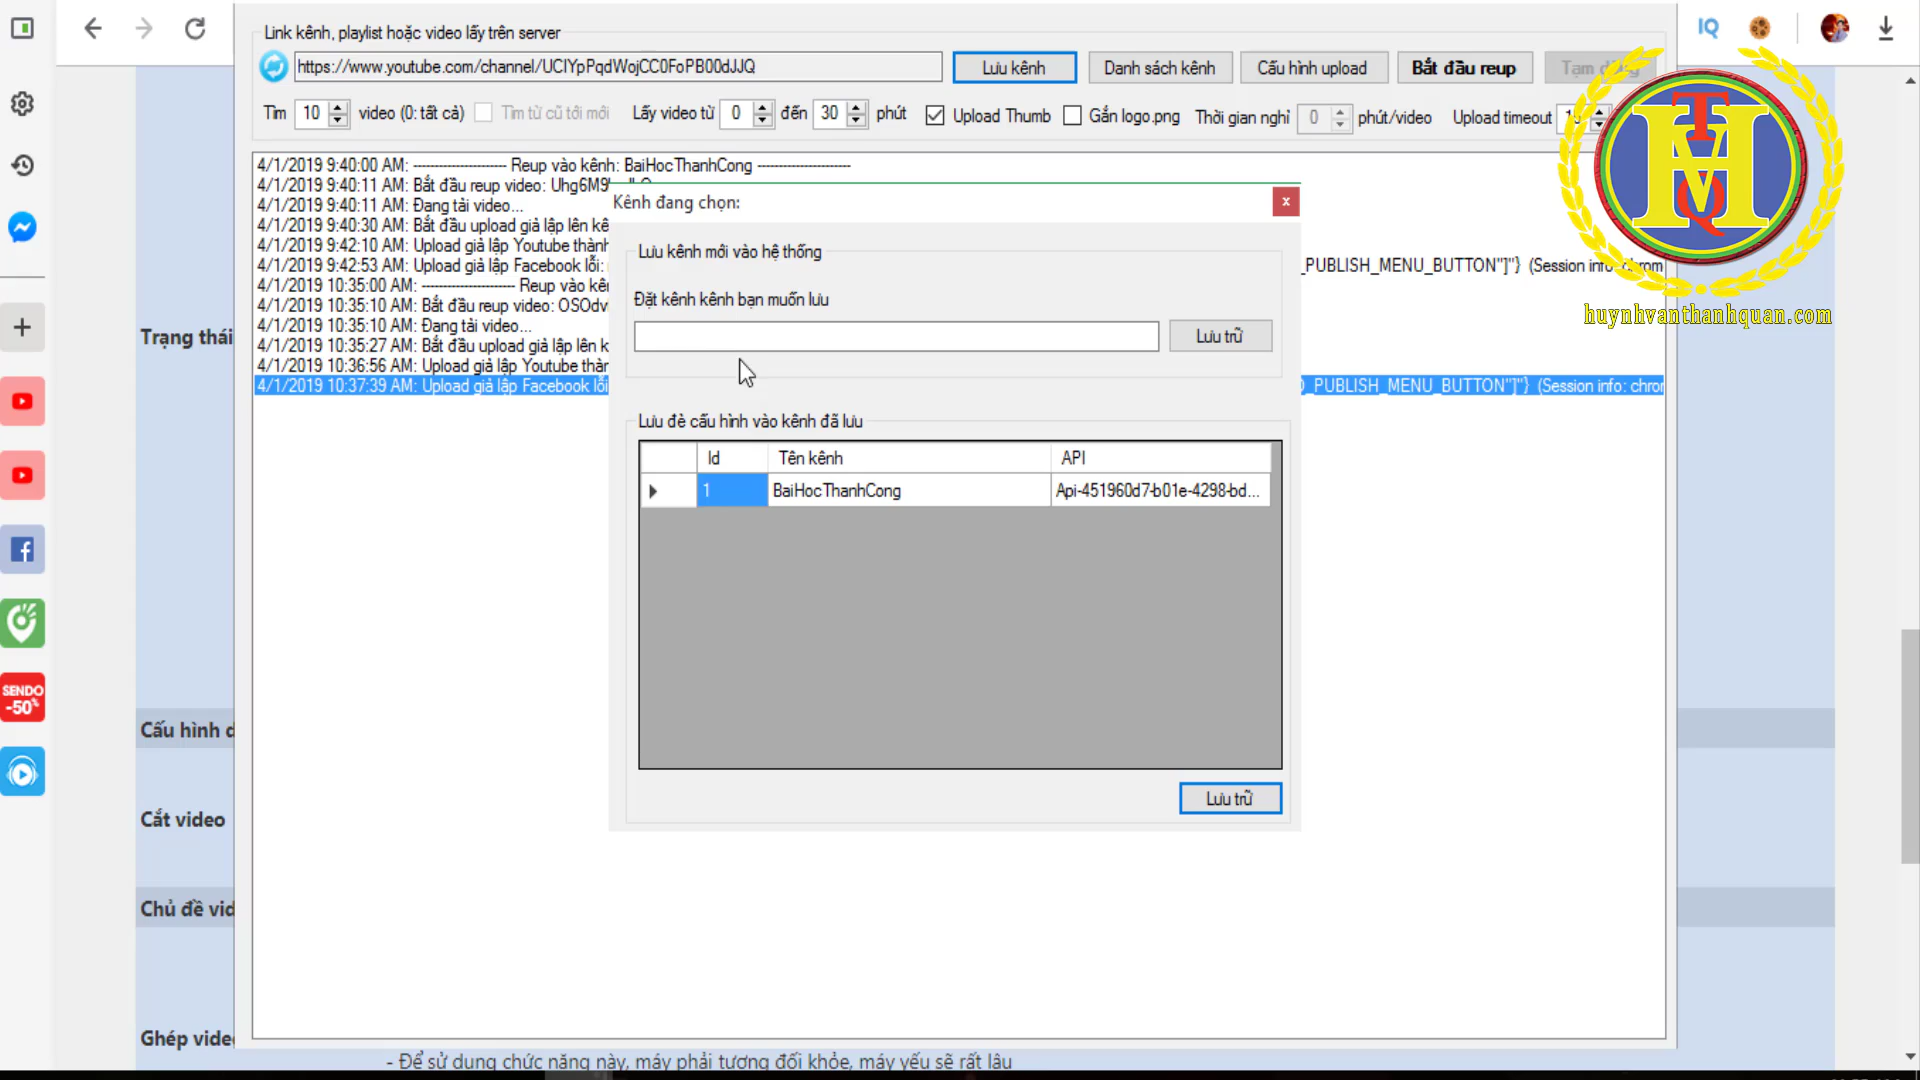 Link kênh, playlist hoặc video lấy trên server
https://www.youtube.com/channel/UCIYpPqdWojCC0FoPB00dJJQ
Lưu kênh
Danh sách kênh
Cấu hình upload
Bắt đầu reup
Tìm 10 video (0: tất cả) Tìm từ cũ tới mới Lấy video từ 0 đến 30 phút Upload Thumb Gắn logo.png Thời gian nghỉ 0 phút/video Upload timeout
4/1/2019 9:40:00 AM: ---------------------- Reup vào kênh: BaiHocThanhCong ----------------------
4/1/2019 9:40:11 AM: Bắt đầu reup video:
4/1/2019 9:40:11 AM: Đang tải video...
4/1/2019 9:40:30 AM: Bắt đầu upload giả lập lên kê
4/1/2019 9:42:10 AM: Upload giả lập Youtube thành
4/1/2019 9:42:53 AM: Upload giả lập Facebook lỗi: _PUBLISH_MENU_BUTTON"]"} (Session info: chrom
4/1/2019 10:35:00 AM: ---------------------- Reup vào kê
4/1/2019 10:35:10 AM: Bắt đầu reup video: OSOdv
4/1/2019 10:35:10 AM: Đang tải video...
4/1/2019 10:35:27 AM: Bắt đầu upload giả lập lên k
4/1/2019 10:36:56 AM: Upload giả lập Youtube thàn
4/1/2019 10:37:39 AM: Upload giả lập Facebook lỗi _PUBLISH_MENU_BUTTON"]"} (Session info: chror
Kênh đang chọn:
x
Lưu kênh mới vào hệ thống
Đặt kênh kênh bạn muốn lưu
Lưu trữ
Lưu đè cấu hình vào kênh đã lưu
Id Tên kênh API
1 BaiHocThanhCong Api-451960d7-b01e-4298-bd...
Lưu trữ
Trạng thái
Cấu hình d
Cắt video
Chủ đề vid
Ghép vide
- Để sử dụng chức năng này, máy phải tương đối khỏe, máy yếu sẽ rất lâu
IQ
SENDO
-50%
T
H
V
Q
huynhvanthanhquan.com